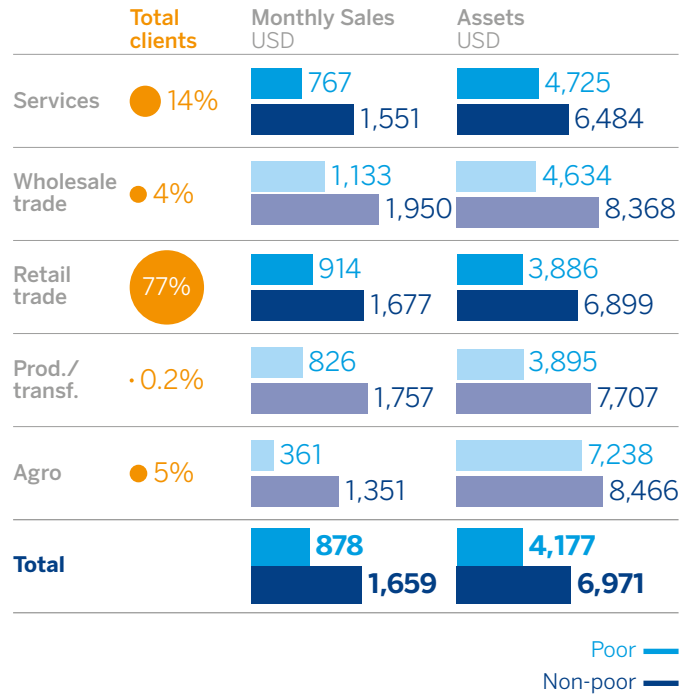 Total
clients
Monthly Sales
USD
Assets
USD
Services
14%
767
1,551
4,725
6,484
Wholesale
trade
4%
1,133
1,950
4,634
8,368
Retail
trade
77%
914
1,677
3,886
6,899
Prod./
transf.
0.2%
826
1,757
3,895
7,707
Agro
5%
361
1,351
7,238
8,466
Total
878
1,659
4,177
6,971
Poor
Non-poor